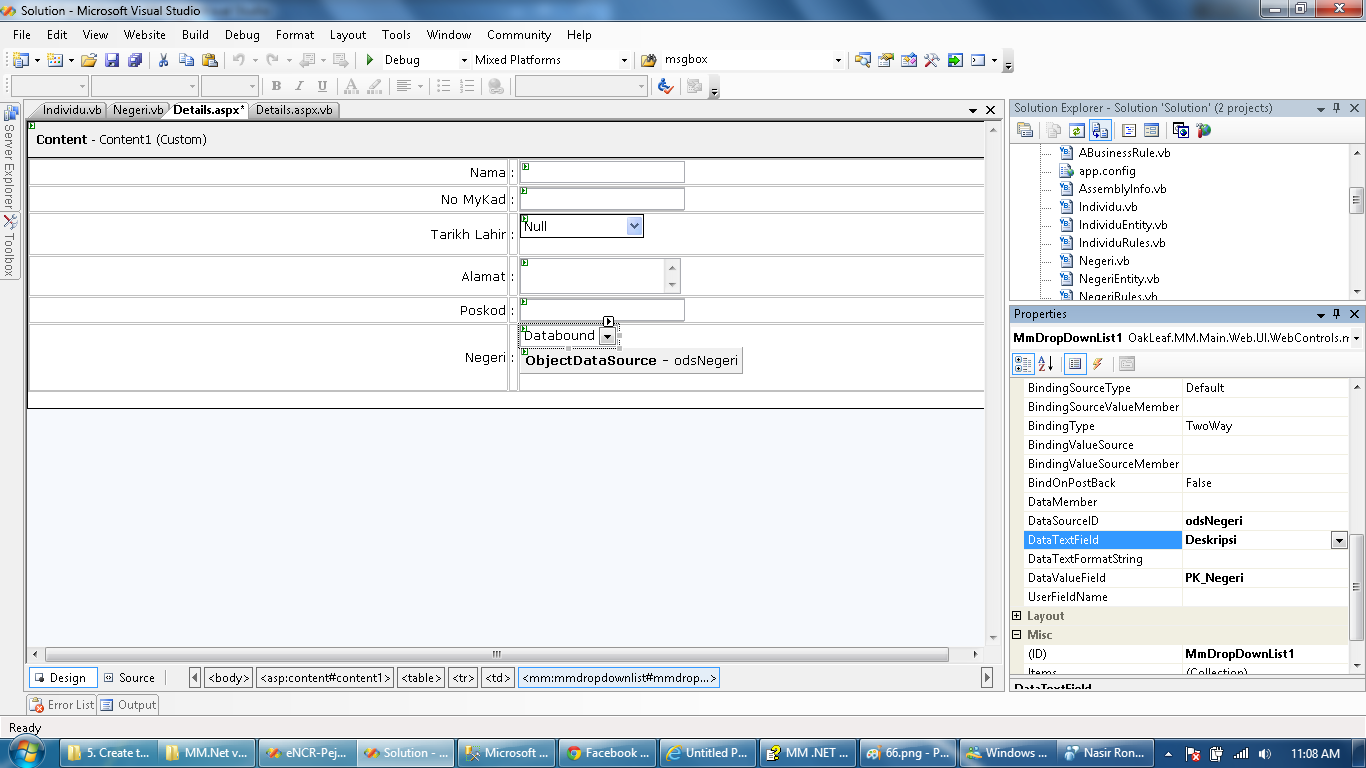 Solution - Microsoft Visual Studio
File Edit View Website Build Debug Format Layout Tools Window Community Help
Debug Mixed Platforms msgbox
B I U A
Individu.vb Negeri.vb Details.aspx* Details.aspx.vb
Server Explorer
Toolbox
Content - Content1 (Custom)
Nama :
No MyKad :
Tarikh Lahir : Null
Alamat :
Poskod :
Negeri : Databound
ObjectDataSource - odsNegeri
Design Source <body> <asp:content#content1> <table> <tr> <td> <mm:mmdropdownlist#mmdrop...>
Error List Output
Ready
Solution Explorer - Solution 'Solution' (2 projects)
ABusinessRule.vb
app.config
AssemblyInfo.vb
Individu.vb
IndividuEntity.vb
IndividuRules.vb
Negeri.vb
NegeriEntity.vb
NegeriRules.vb
Properties
MmDropDownList1 OakLeaf.MM.Main.Web.UI.WebControls.m
BindingSourceType Default
BindingSourceValueMember
BindingType TwoWay
BindingValueSource
BindingValueSourceMember
BindOnPostBack False
DataMember
DataSourceID odsNegeri
DataTextField Deskripsi
DataTextFormatString
DataValueField PK_Negeri
UserFieldName
Layout
Misc
(ID) MmDropDownList1
Items (Collection)
DataTextField
5. Create t... MM.Net v... eNCR-Pej... Solution - ... Microsoft ... Facebook ... Untitled P... MM .NET ... 66.png - P... Windows ... Nasir Ron... 11:08 AM